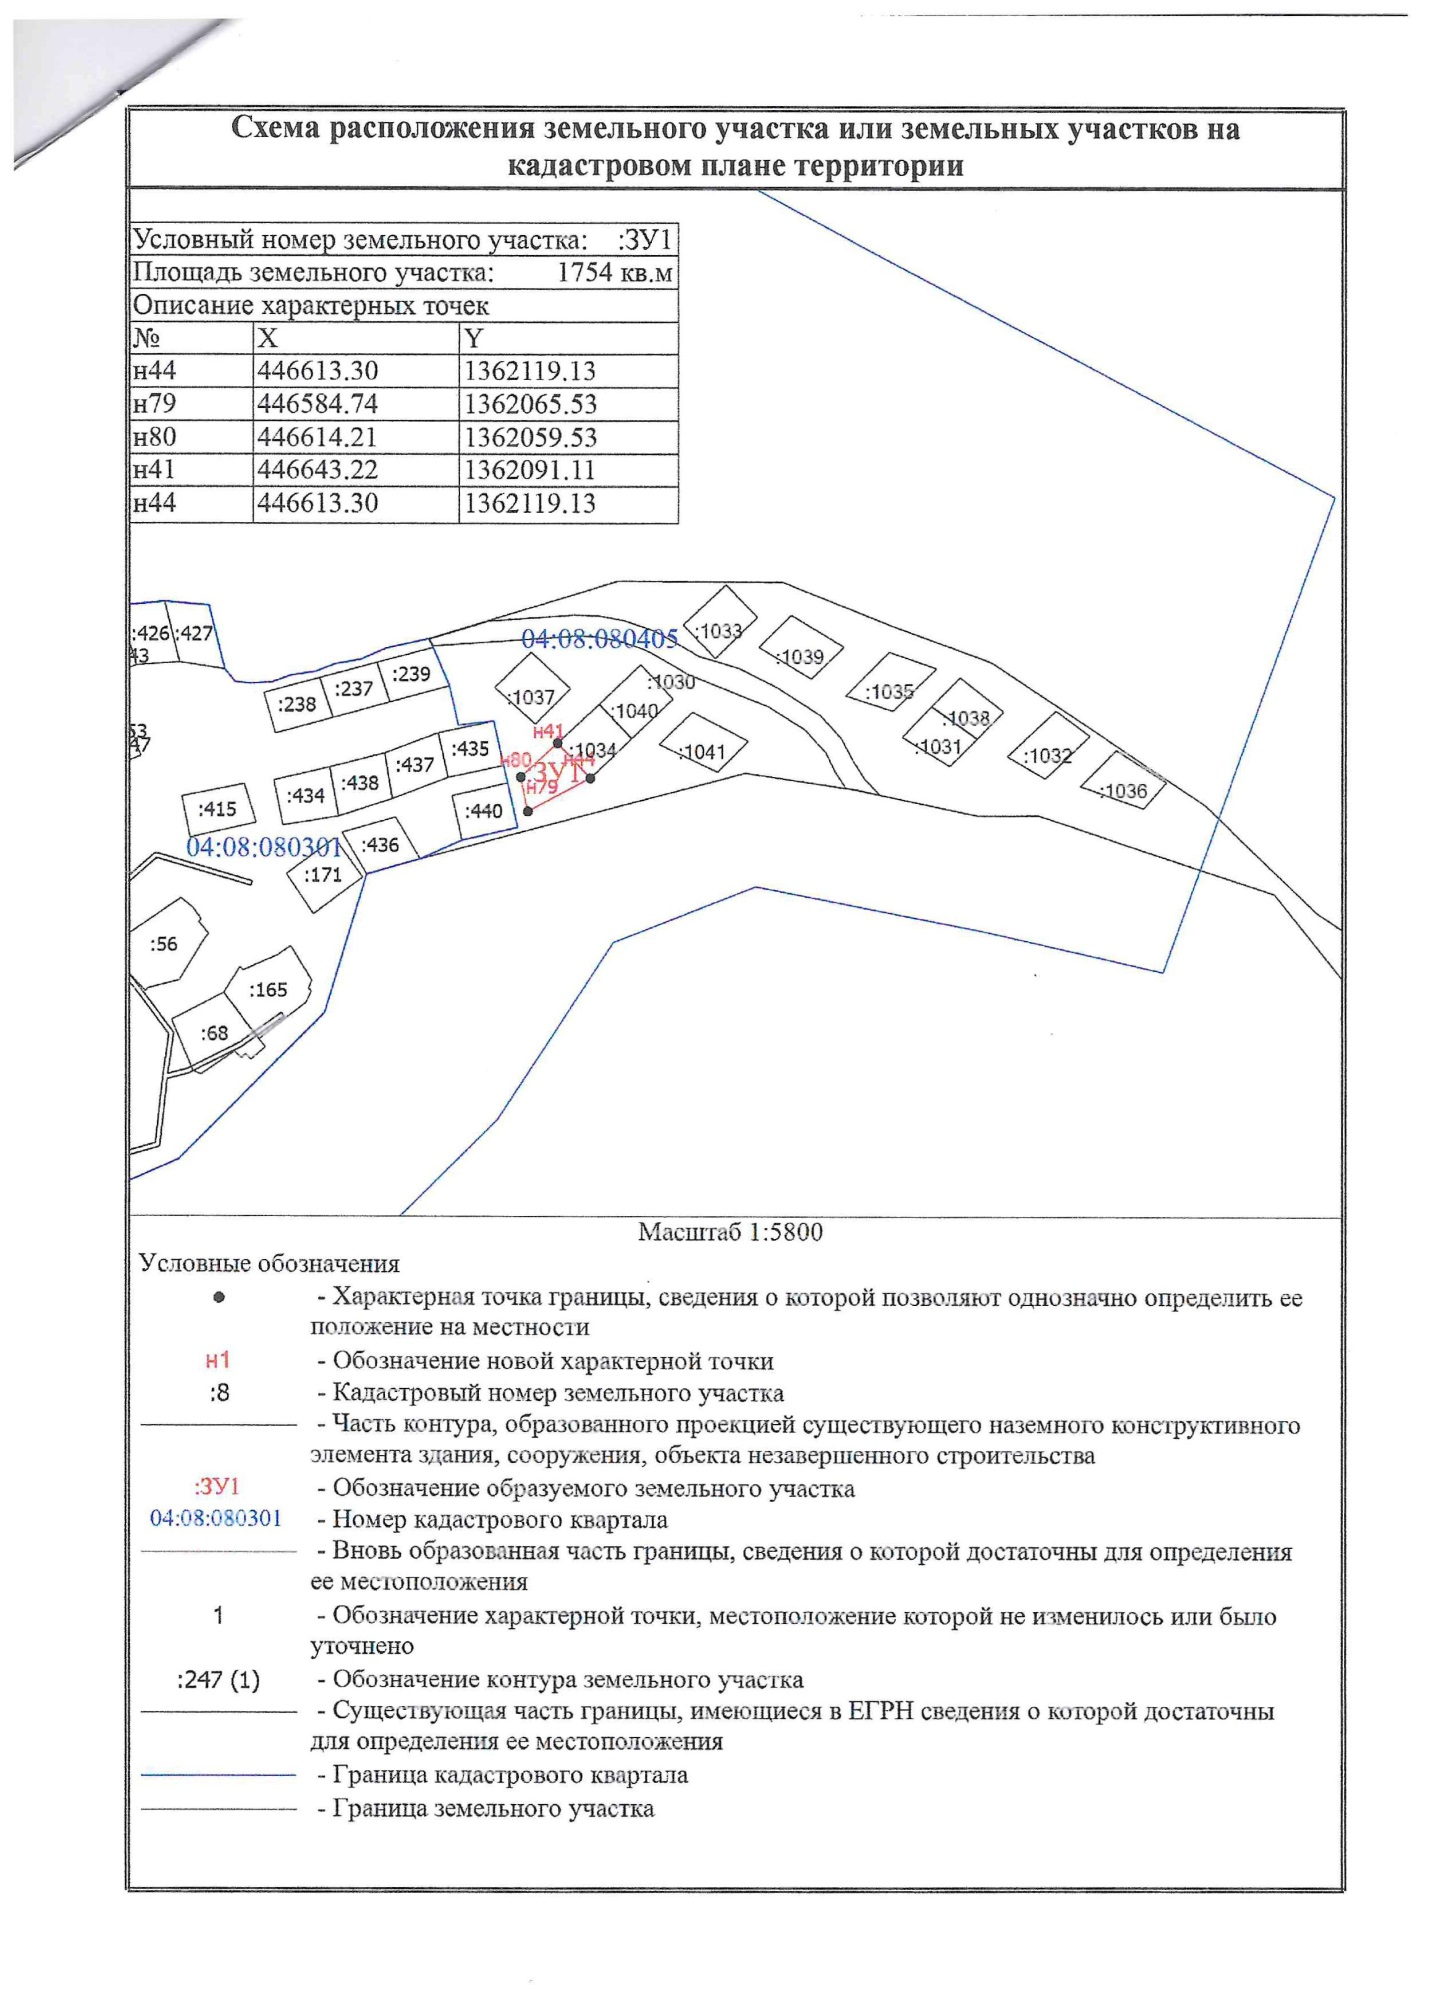 Схема расположения земельного участка или земельных участков на
кадастровом плане территории
Условный номер земельного участка: :ЗУ1
Площадь земельного участка: 1754 кв.м
Описание характерных точек
№ X Y
н44 446613.30 1362119.13
н79 446584.74 1362065.53
н80 446614.21 1362059.53
н41 446643.22 1362091.11
н44 446613.30 1362119.13
04:08:080405
:1033
:426
:427
:1039
:239
:237
:238
:1030
:1037
:1040
:1035
:1038
н41
:435
:1034
:1041
:1031
:1032
н80
н44
:ЗУ1
:437
:438
:434
н79
:1036
:415
:440
04:08:080301
:436
:171
:56
:165
:68
Масштаб 1:5800
Условные обозначения
- Характерная точка границы, сведения о которой позволяют однозначно определить ее
положение на местности
н1 - Обозначение новой характерной точки
:8 - Кадастровый номер земельного участка
- Часть контура, образованного проекцией существующего наземного конструктивного
элемента здания, сооружения, объекта незавершенного строительства
:ЗУ1 - Обозначение образуемого земельного участка
04:08:080301 - Номер кадастрового квартала
- Вновь образованная часть границы, сведения о которой достаточны для определения
ее местоположения
1 - Обозначение характерной точки, местоположение которой не изменилось или было
уточнено
:247 (1) - Обозначение контура земельного участка
- Существующая часть границы, имеющиеся в ЕГРН сведения о которой достаточны
для определения ее местоположения
- Граница кадастрового квартала
- Граница земельного участка